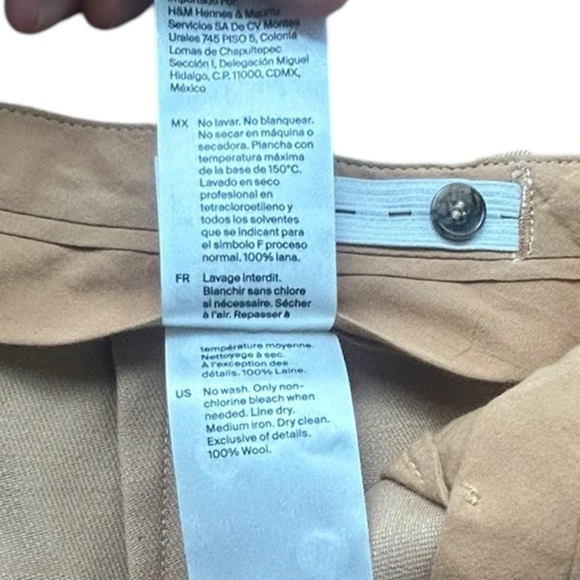 Importado Por:
H&M Hennes & Mauritz
Servicios SA De CV Montes
Urales 745 PISO 5, Colonia
Lomas de Chapultepec
Sección I, Delegación Miguel
Hidalgo, C.P. 11000, CDMX,
México
MX No lavar. No blanquear.
No secar en máquina o
secadora. Plancha con
temperatura máxima
de la base de 150°C.
Lavado en seco
profesional en
tetracloroetileno y
todos los solventes
que se indican para
el simbolo F proceso
normal. 100% lana.
FR Lavage interdit.
Blanchir sans chlore
si nécessaire. Sécher
à l'air. Repasser à
température moyenne.
Nettoyage à sec.
À l'exception des
détails. 100% Laine.
US No wash. Only non-
chlorine bleach when
needed. Line dry.
Medium iron. Dry clean.
Exclusive of details.
100% Wool.